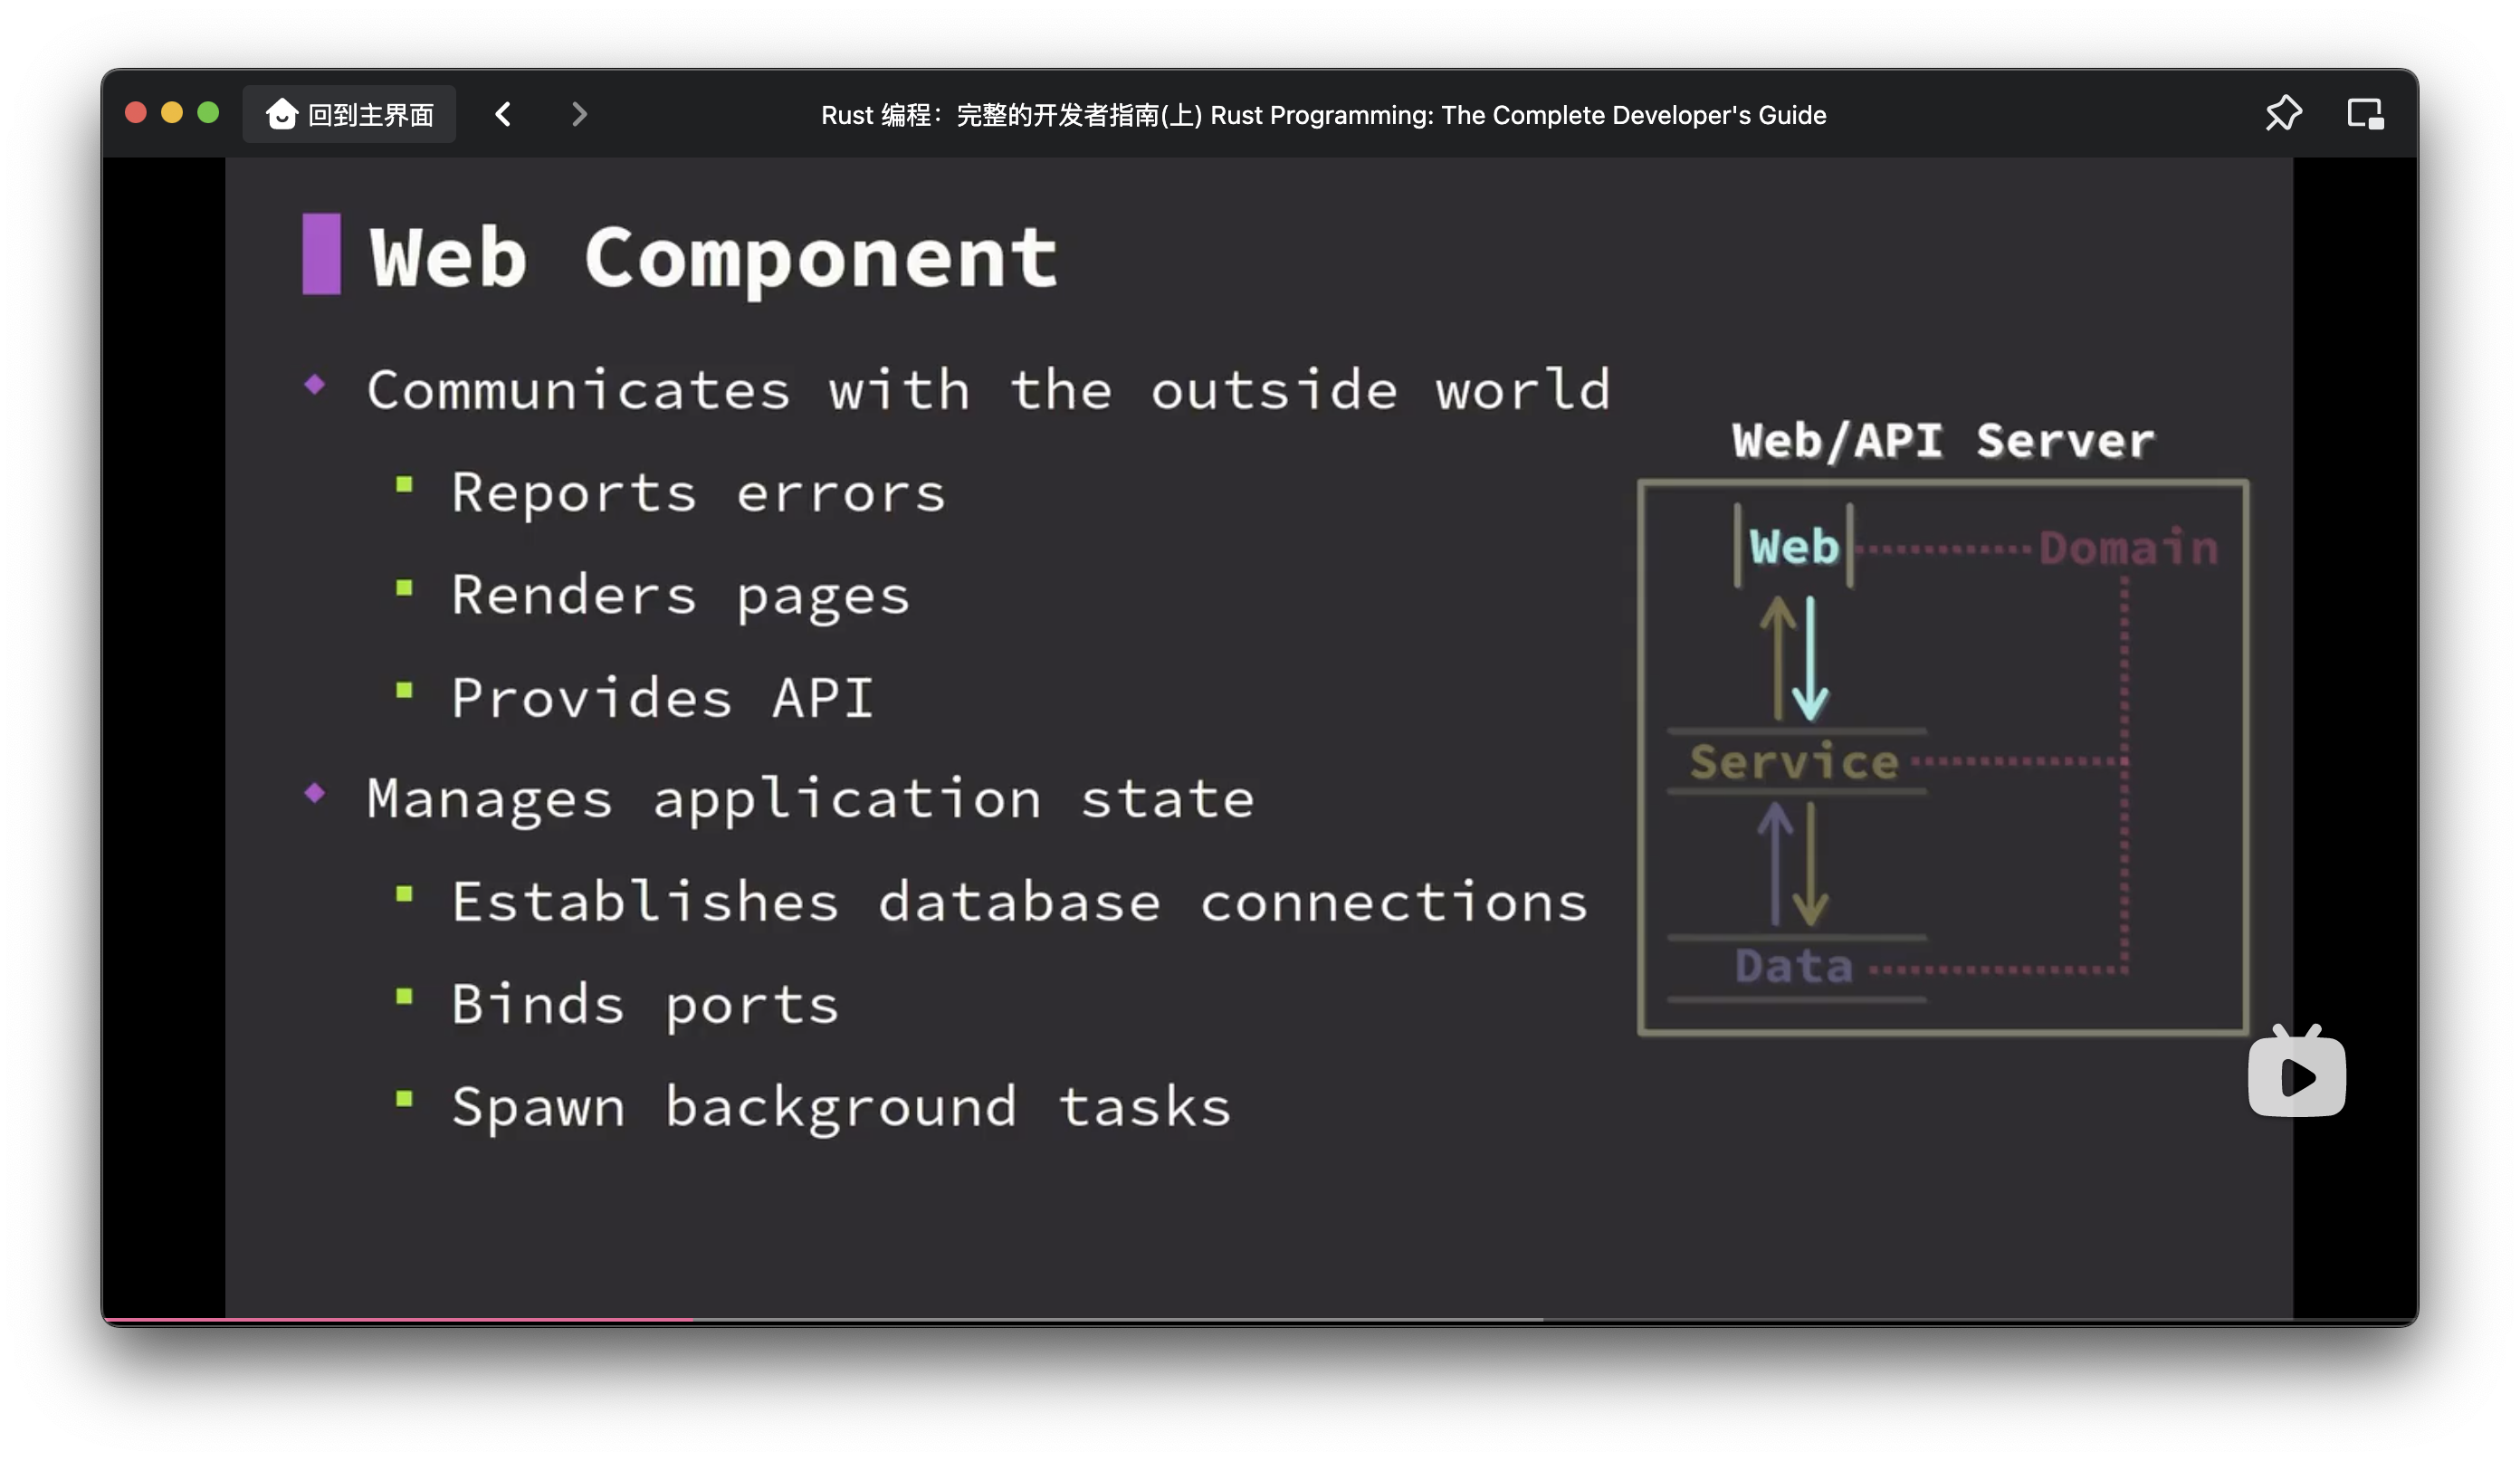 回到主界面
Rust 编程：完整的开发者指南(上) Rust Programming: The Complete Developer's Guide
Web Component
Communicates with the outside world
Reports errors
Renders pages
Provides API
Manages application state
Establishes database connections
Binds ports
Spawn background tasks
Web/API Server
Web
Domain
Service
Data